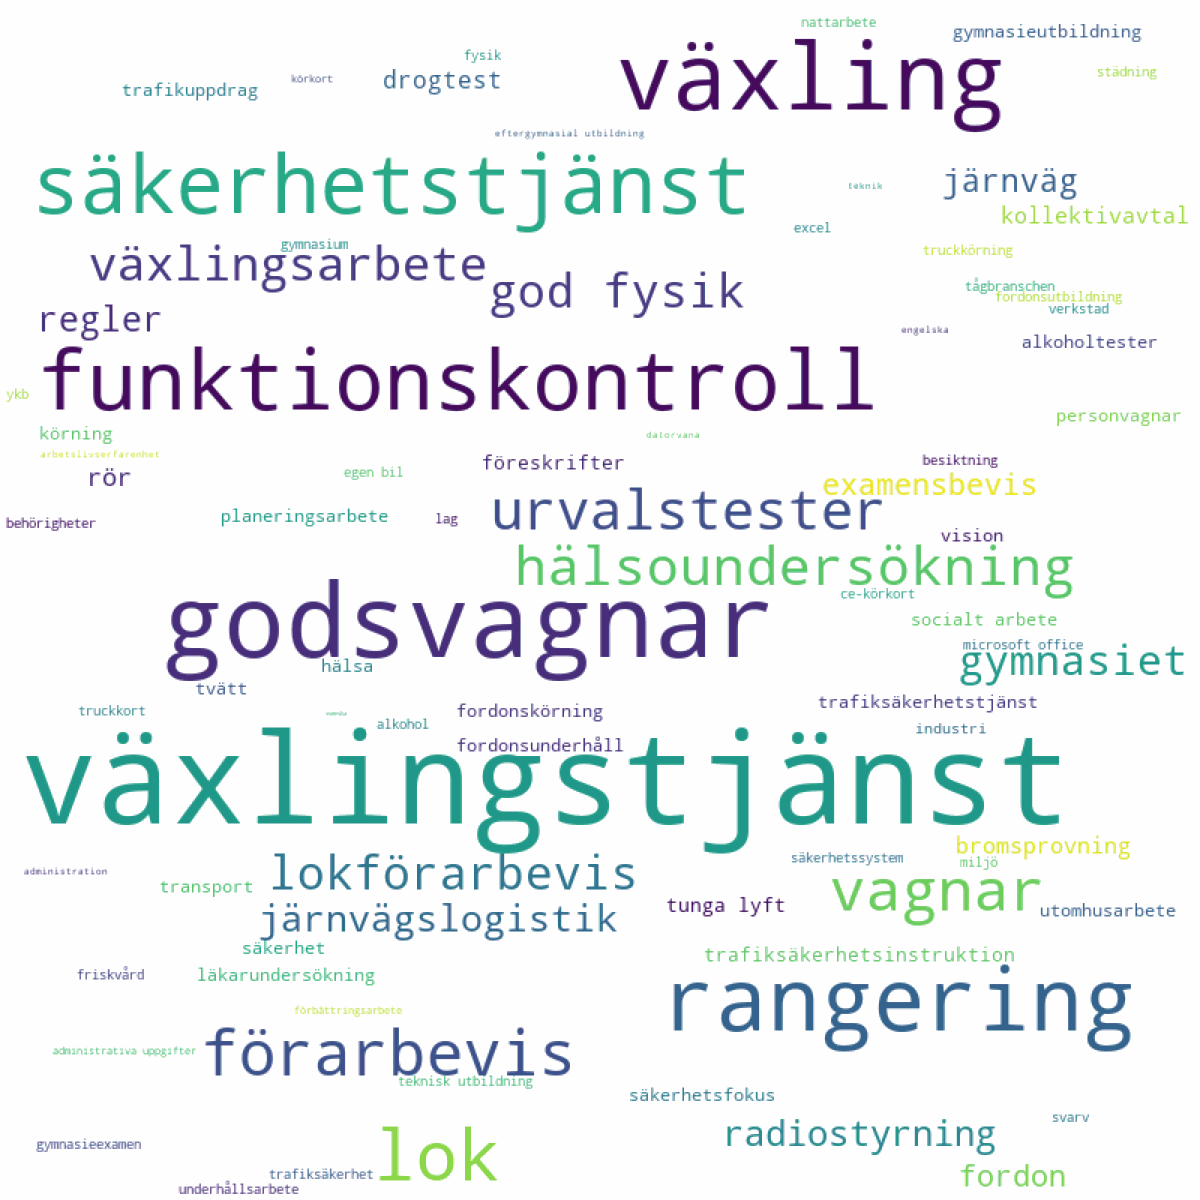 nattarbete
gymnasieutbildning
växling
fysik
drogtest
körkort
trafikuppdrag
städning
eftergymnasial utbildning
säkerhetstjänst
teknik
järnväg
kollektivavtal
excel
gymnasium
växlingsarbete
god fysik
truckkörning
tågbranschen
fordonsutbildning
verkstad
regler
engelska
alkoholtester
funktionskontroll
ykb
körning
personvagnar
datorvana
arbetslivserfarenhet
rör
egen bil
föreskrifter
besiktning
examensbevis
behörigheter
planeringsarbete
lag
urvalstester
vision
hälsoundersökning
ce-körkort
godsvagnar
socialt arbete
microsoft office
gymnasiet
hälsa
tvätt
trafiksäkerhetstjänst
truckkort
fordonskörning
alkohol
industri
fordonsunderhåll
växlingstjänst
bromsprovning
säkerhetssystem
miljö
administration
lokförarbevis
transport
vagnar
tunga lyft
utomhusarbete
järnvägslogistik
säkerhet
trafiksäkerhetsinstruktion
friskvård
läkarundersökning
rangering
förbättringsarbete
administrativa uppgifter
förarbevis
teknisk utbildning
säkerhetsfokus
svarv
radiostyrning
gymnasieexamen
lok
trafiksäkerhet
fordon
underhållsarbete